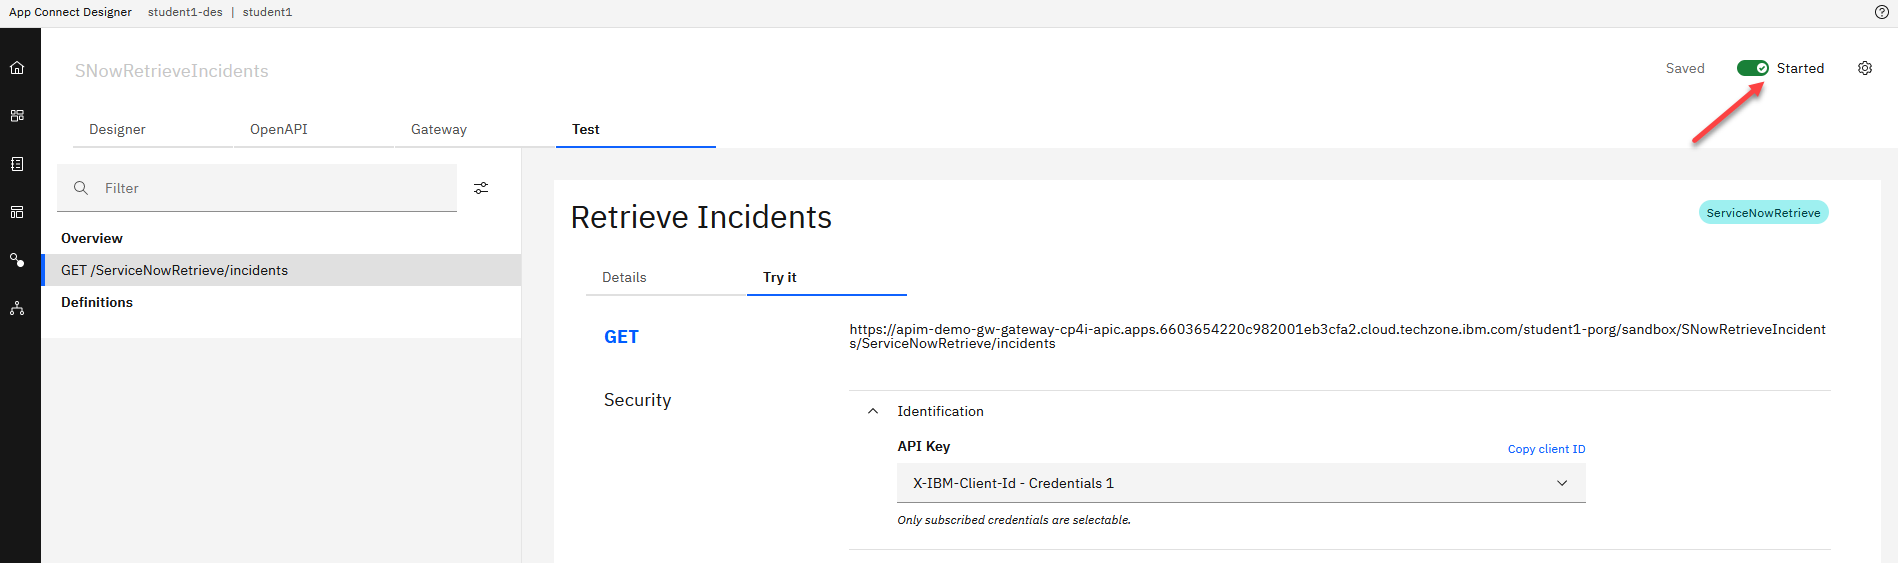 App Connect Designer student1-des | student1
SNowRetrieveIncidents
Saved
Started
Designer
OpenAPI
Gateway
Test
Filter
Overview
GET /ServiceNowRetrieve/incidents
Definitions
Retrieve Incidents
ServiceNowRetrieve
Details
Try it
GET
https://apim-demo-gw-gateway-cp4i-apic.apps.6603654220c982001eb3cfa2.cloud.techzone.ibm.com/student1-porg/sandbox/SNowRetrieveIncident
s/ServiceNowRetrieve/incidents
Security
Identification
API Key
Copy client ID
X-IBM-Client-Id - Credentials 1
Only subscribed credentials are selectable.